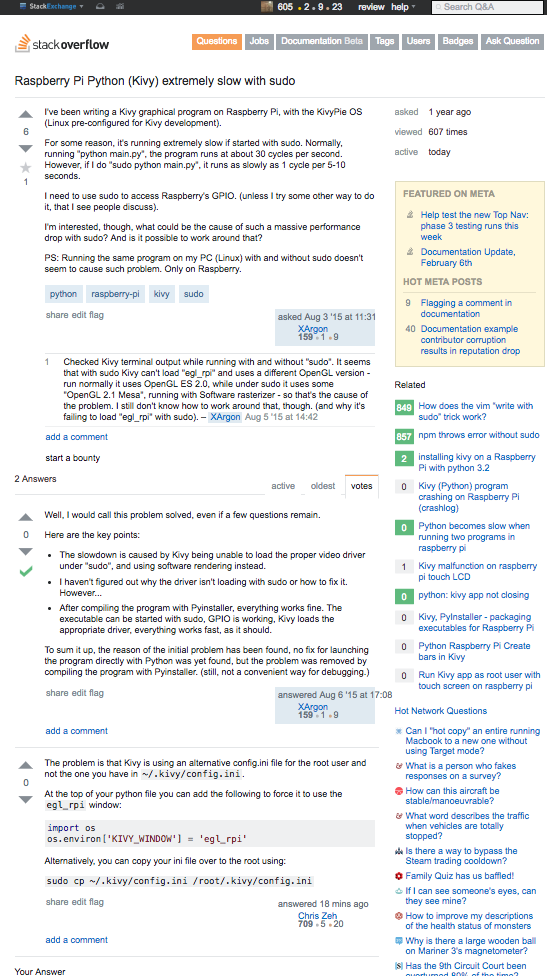 StackExchange
605 2 9 23 review help
Search Q&A
stackoverflow
Questions Jobs Documentation Beta Tags Users Badges Ask Question
Raspberry Pi Python (Kivy) extremely slow with sudo
6
1
I've been writing a Kivy graphical program on Raspberry Pi, with the KivyPie OS
(Linux pre-configured for Kivy development).
For some reason, it's running extremely slow if started with sudo. Normally,
running "python main.py", the program runs at about 30 cycles per second.
However, if I do "sudo python main.py", it runs as slowly as 1 cycle per 5-10
seconds.
I need to use sudo to access Raspberry's GPIO. (unless I try some other way to do
it, that I see people discuss).
I'm interested, though, what could be the cause of such a massive performance
drop with sudo? And is it possible to work around that?
PS: Running the same program on my PC (Linux) with and without sudo doesn't
seem to cause such problem. Only on Raspberry.
python raspberry-pi kivy sudo
share edit flag
asked Aug 3 '15 at 11:31
XArgon
159 1 9
1 Checked Kivy terminal output while running with and without "sudo". It seems
that with sudo Kivy can't load "egl_rpi" and uses a different OpenGL version -
run normally it uses OpenGL ES 2.0, while under sudo it uses some
"OpenGL 2.1 Mesa", running with Software rasterizer - so that's the cause of
the problem. I still don't know how to work around that, though. (and why it's
failing to load "egl_rpi" with sudo). – XArgon Aug 5 '15 at 14:42
add a comment
start a bounty
2 Answers
active oldest votes
0
Well, I would call this problem solved, even if a few questions remain.
Here are the key points:
• The slowdown is caused by Kivy being unable to load the proper video driver
under "sudo", and using software rendering instead.
• I haven't figured out why the driver isn't loading with sudo or how to fix it.
However...
• After compiling the program with Pyinstaller, everything works fine. The
executable can be started with sudo, GPIO is working, Kivy loads the
appropriate driver, everything works fast, as it should.
To sum it up, the reason of the initial problem has been found, no fix for launching
the program directly with Python was yet found, but the problem was removed by
compiling the program with Pyinstaller. (still, not a convenient way for debugging.)
share edit flag
answered Aug 6 '15 at 17:08
XArgon
159 1 9
add a comment
0
The problem is that Kivy is using an alternative config.ini file for the root user and
not the one you have in ~/.kivy/config.ini.
At the top of your python file you can add the following to force it to use the
egl_rpi window:
import os
os.environ['KIVY_WINDOW'] = 'egl_rpi'
Alternatively, you can copy your ini file over to the root using:
sudo cp ~/.kivy/config.ini /root/.kivy/config.ini
share edit flag
answered 18 mins ago
Chris Zeh
709 5 20
add a comment
Your Answer
asked 1 year ago
viewed 607 times
active today
FEATURED ON META
Help test the new Top Nav:
phase 3 testing runs this
week
Documentation Update,
February 6th
HOT META POSTS
9 Flagging a comment in
documentation
40 Documentation example
contributor corruption
results in reputation drop
Related
849 How does the vim "write with
sudo" trick work?
857 npm throws error without sudo
2 installing kivy on a Raspberry
Pi with python 3.2
0 Kivy (Python) program
crashing on Raspberry Pi
(crashlog)
0 Python becomes slow when
running two programs in
raspberry pi
1 Kivy malfunction on raspberry
pi touch LCD
0 python: kivy app not closing
0 Kivy, PyInstaller - packaging
executables for Raspberry Pi
0 Python Raspberry Pi Create
bars in Kivy
0 Run Kivy app as root user with
touch screen on raspberry pi
Hot Network Questions
Can I "hot copy" an entire running
Macbook to a new one without
using Target mode?
What is a person who fakes
responses on a survey?
How can this aircraft be
stable/manoeuvrable?
What word describes the traffic
when vehicles are totally
stopped?
Is there a way to bypass the
Steam trading cooldown?
Family Quiz has us baffled!
If I can see someone's eyes, can
they see mine?
How to improve my descriptions
of the health status of monsters
Why is there a large wooden ball
on Mariner 3's magnetometer?
Has the 9th Circuit Court been
overturned 80% of the time?